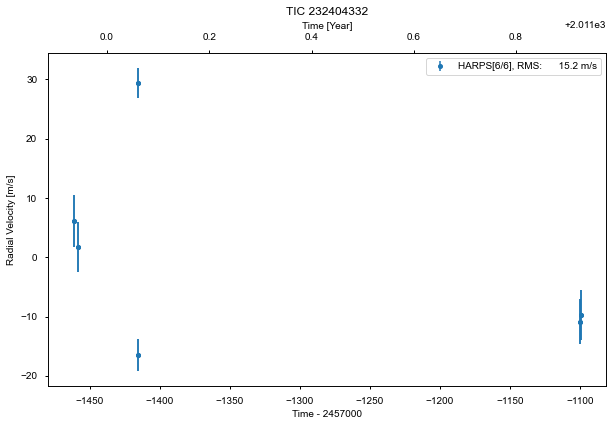 TIC 232404332
Time [Year]
+2.011e3
0.0 0.2 0.4 0.6 0.8
HARPS[6/6], RMS: 15.2 m/s
Radial Velocity [m/s]
30
20
10
0
−10
−20
−1450 −1400 −1350 −1300 −1250 −1200 −1150 −1100
Time - 2457000